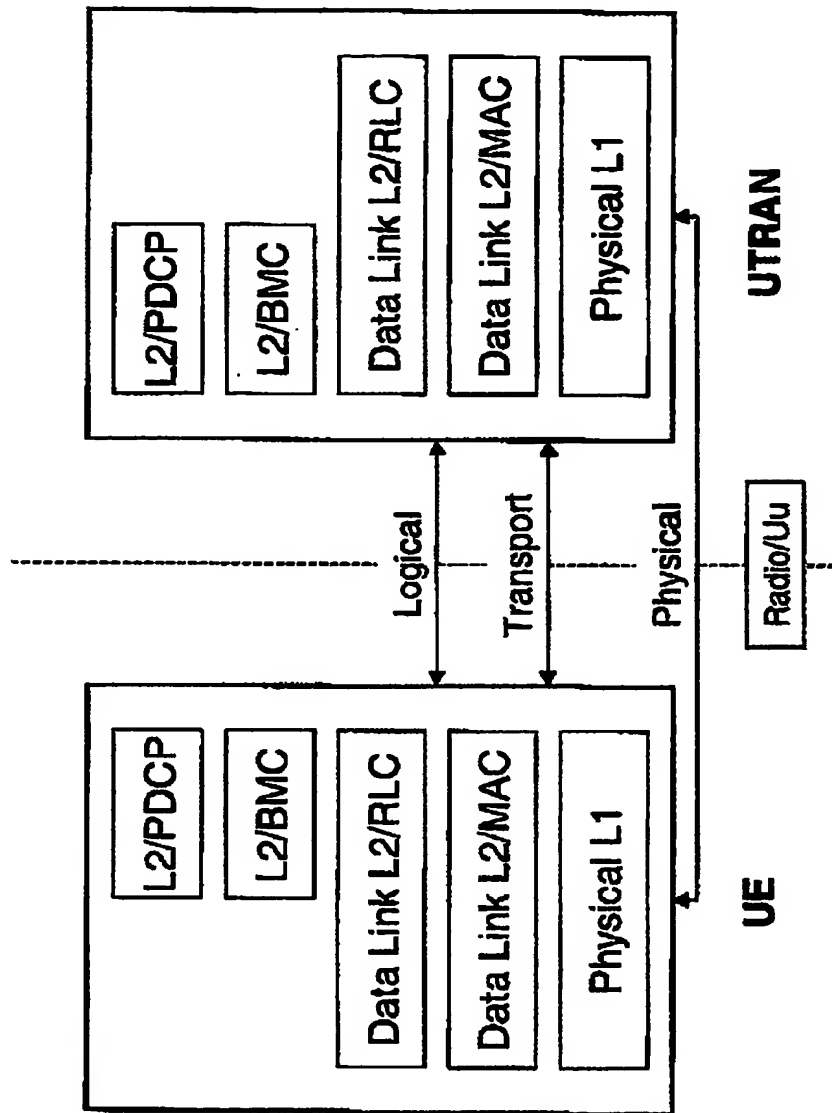 L2/PDCP
L2/BMC
Data Link L2/RLC
Data Link L2/MAC
Physical L1
UE
Logical
Transport
Physical
Radio/Uu
L2/PDCP
L2/BMC
Data Link L2/RLC
Data Link L2/MAC
Physical L1
UTRAN